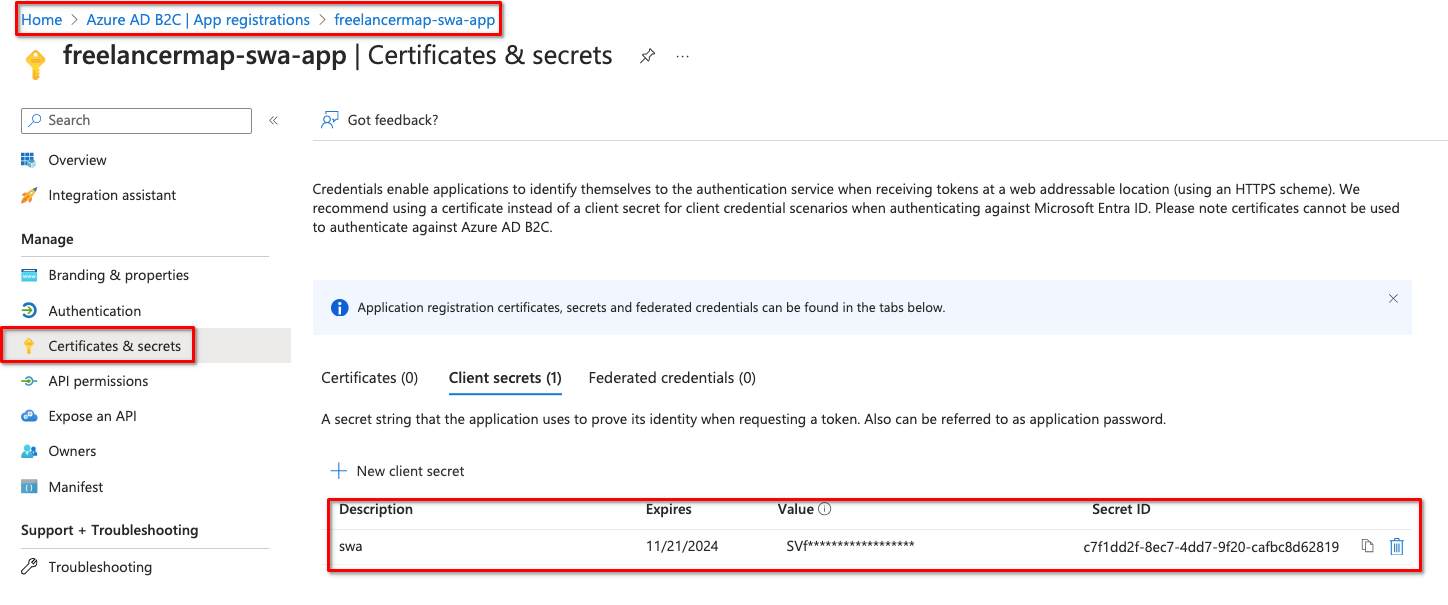 Home > Azure AD B2C | App registrations > freelancermap-swa-app
freelancermap-swa-app | Certificates & secrets
Search
«
Overview
Integration assistant
Manage
Branding & properties
Authentication
Certificates & secrets
API permissions
Expose an API
Owners
Manifest
Support + Troubleshooting
Troubleshooting
Got feedback?
Credentials enable applications to identify themselves to the authentication service when receiving tokens at a web addressable location (using an HTTPS scheme). We
recommend using a certificate instead of a client secret for client credential scenarios when authenticating against Microsoft Entra ID. Please note certificates cannot be used
to authenticate against Azure AD B2C.
Application registration certificates, secrets and federated credentials can be found in the tabs below.
Certificates (0) Client secrets (1) Federated credentials (0)
A secret string that the application uses to prove its identity when requesting a token. Also can be referred to as application password.
New client secret
Description Expires Value Secret ID
swa 11/21/2024 SVf****************** c7f1dd2f-8ec7-4dd7-9f20-cafbc8d62819